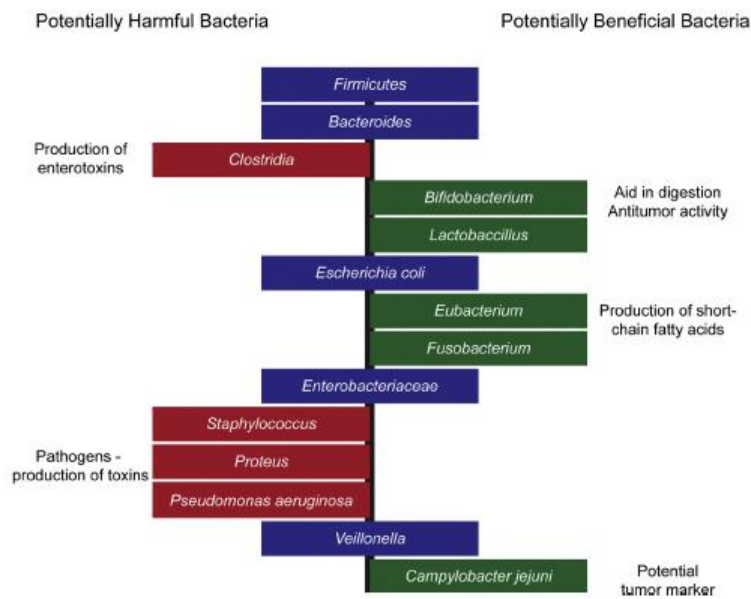 Potentially Harmful Bacteria
Potentially Beneficial Bacteria
Firmicutes
Bacteroides
Production of
enterotoxins
Clostridia
Bifidobacterium
Aid in digestion
Antitumor activity
Lactobaccillus
Escherichia coli
Eubacterium
Production of short-
chain fatty acids
Fusobacterium
Enterobacteriaceae
Staphylococcus
Pathogens -
production of toxins
Proteus
Pseudomonas aeruginosa
Veillonella
Campylobacter jejuni
Potential
tumor marker